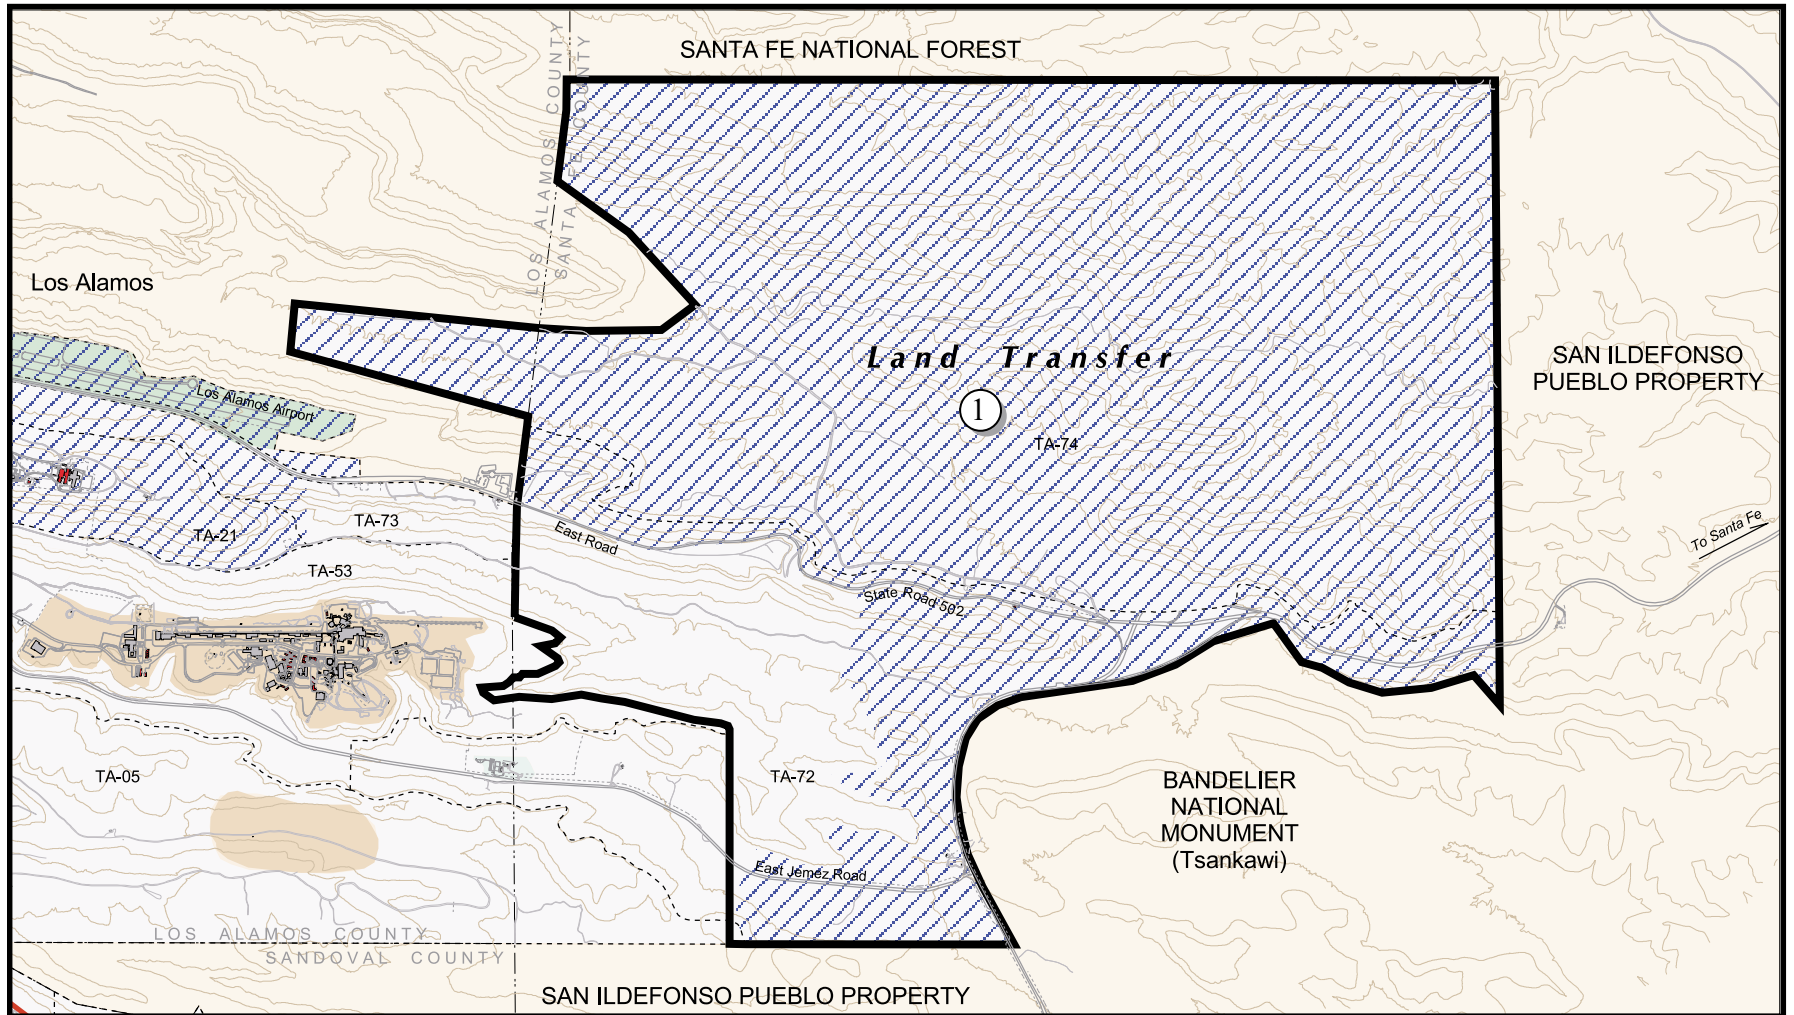 SANTA FE NATIONAL FOREST
LOS ALAMOS COUNTY
SANTA FE COUNTY
Los Alamos
Land Transfer
1
TA-74
SAN ILDEFONSO
PUEBLO PROPERTY
Los Alamos Airport
TA-73
TA-21
TA-53
East Road
State Road 502
To Santa Fe
TA-05
TA-72
BANDELIER
NATIONAL
MONUMENT
(Tsankawi)
East Jemez Road
LOS ALAMOS COUNTY
SANDOVAL COUNTY
SAN ILDEFONSO PUEBLO PROPERTY